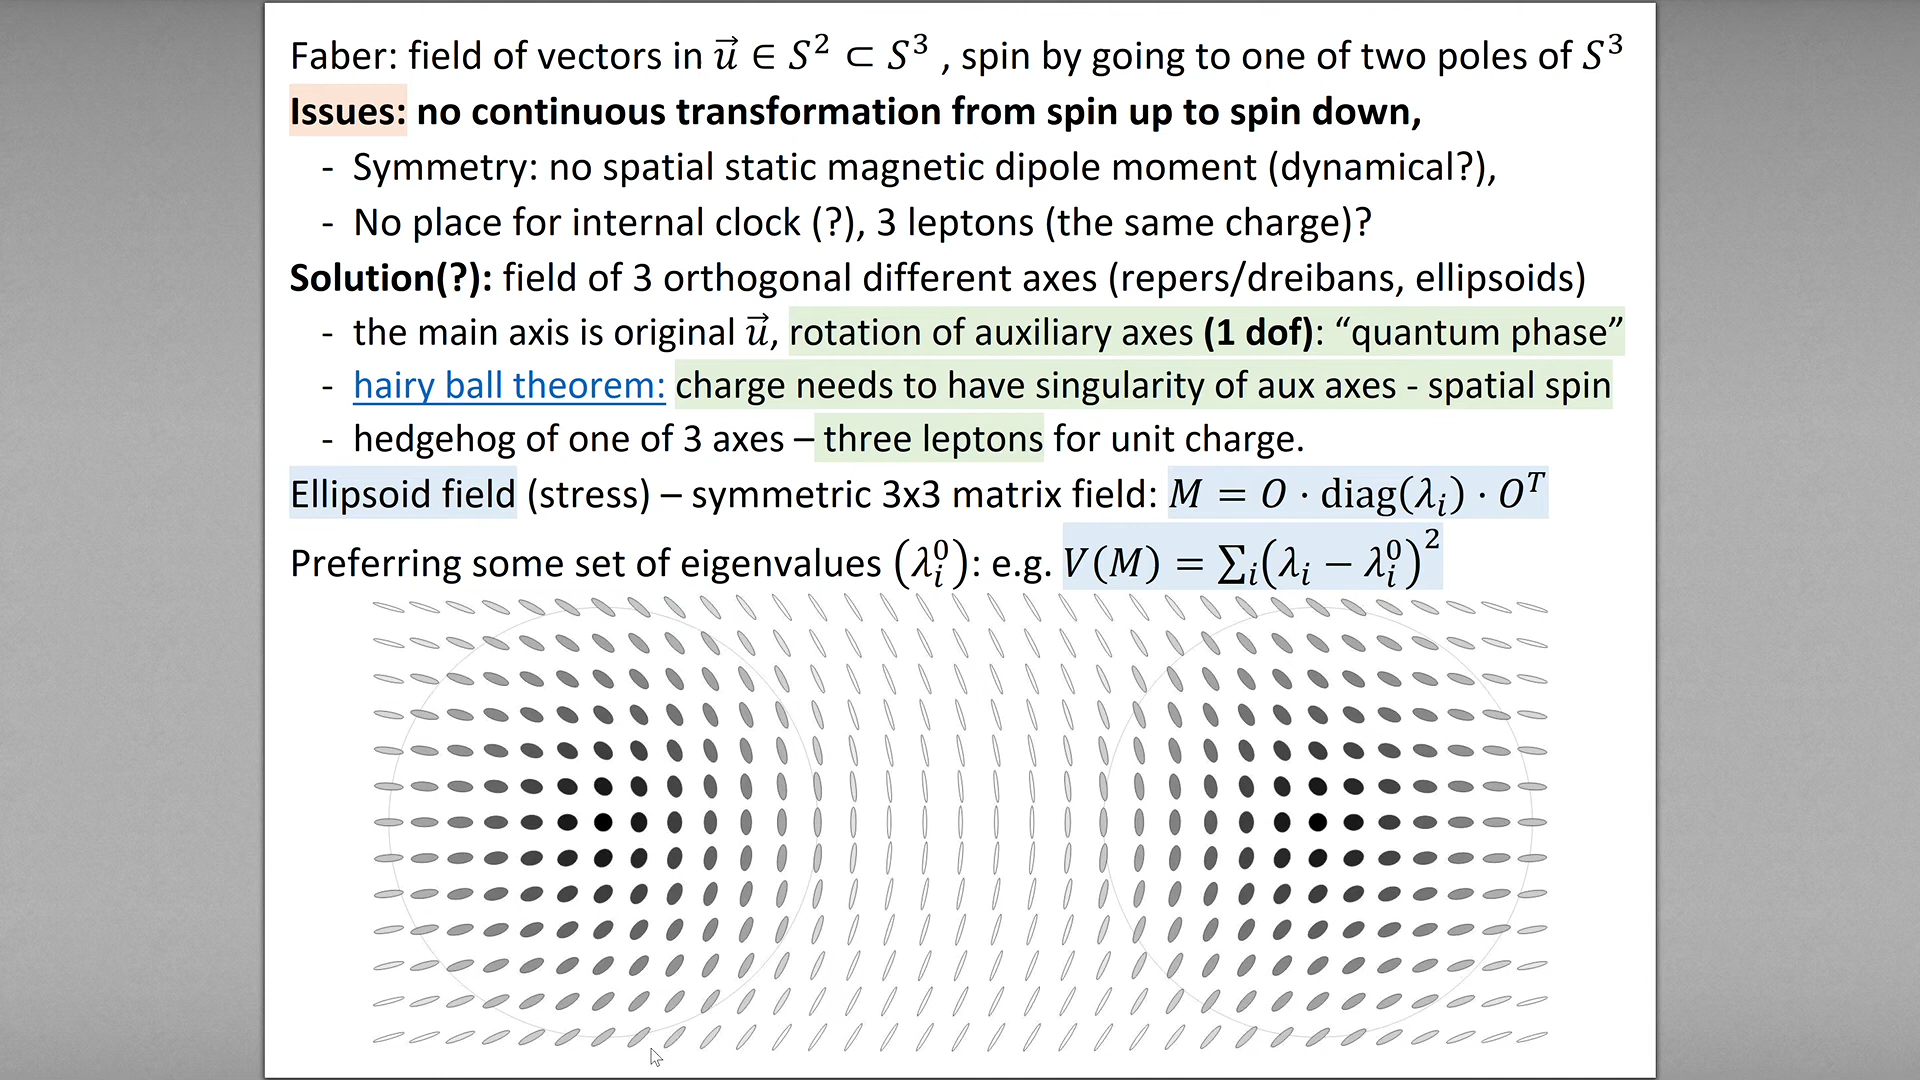 Faber: field of vectors in u⃗ ∈ S² ⊂ S³ , spin by going to one of two poles of S³
Issues: no continuous transformation from spin up to spin down,
- Symmetry: no spatial static magnetic dipole moment (dynamical?),
- No place for internal clock (?), 3 leptons (the same charge)?
Solution(?): field of 3 orthogonal different axes (repers/dreibans, ellipsoids)
- the main axis is original u⃗, rotation of auxiliary axes (1 dof): “quantum phase”
- hairy ball theorem: charge needs to have singularity of aux axes - spatial spin
- hedgehog of one of 3 axes – three leptons for unit charge.
Ellipsoid field (stress) – symmetric 3x3 matrix field: M = O · diag(λᵢ) · Oᵀ
Preferring some set of eigenvalues (λᵢ⁰): e.g. V(M) = ∑ᵢ(λᵢ − λᵢ⁰)²